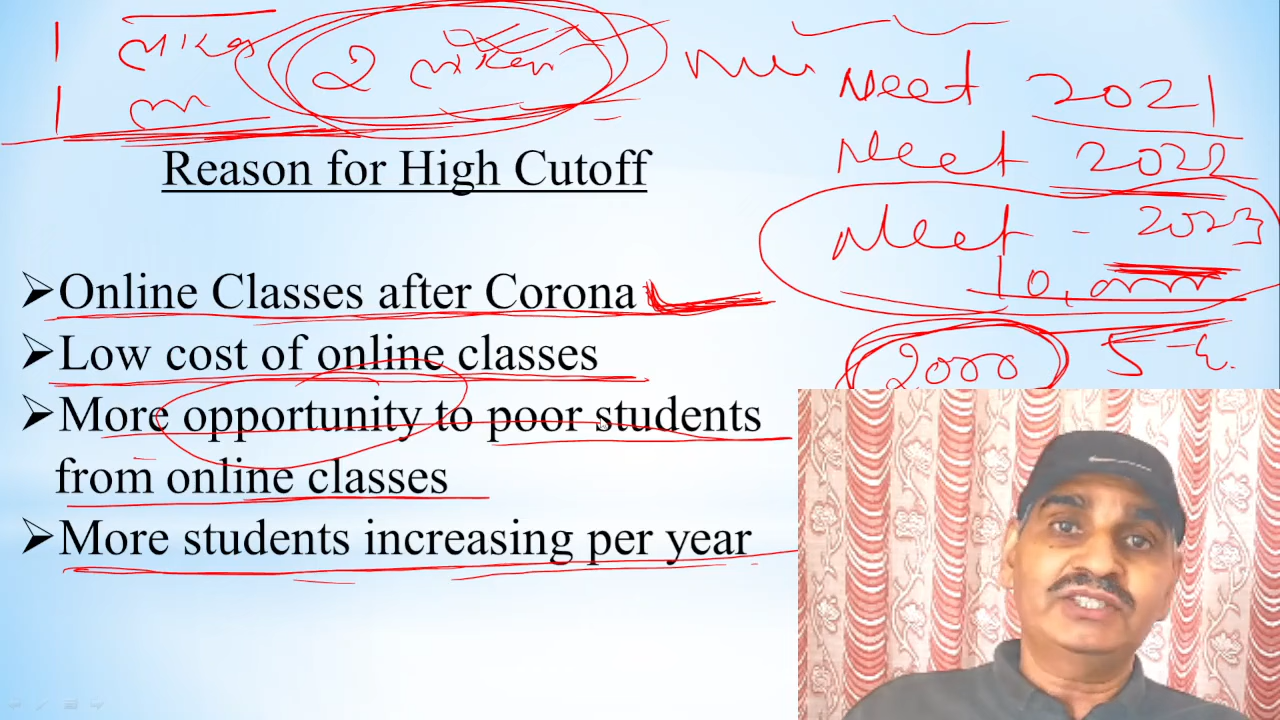 1 लाख 2 लाख
1 ला
Neet 2021
Neet 2022
Neet - 2023
10,000
2000 5
Reason for High Cutoff
➢Online Classes after Corona
➢Low cost of online classes
➢More opportunity to poor students
from online classes
➢More students increasing per year